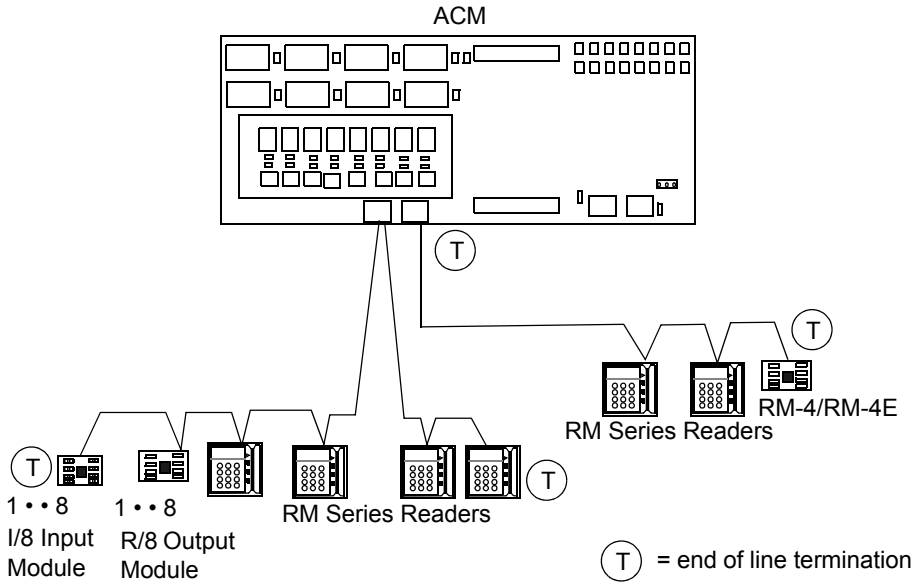 ACM
T
T
RM-4/RM-4E
RM Series Readers
T
T
1 • • 8
1 • • 8
RM Series Readers
I/8 Input
Module
R/8 Output
Module
T = end of line termination